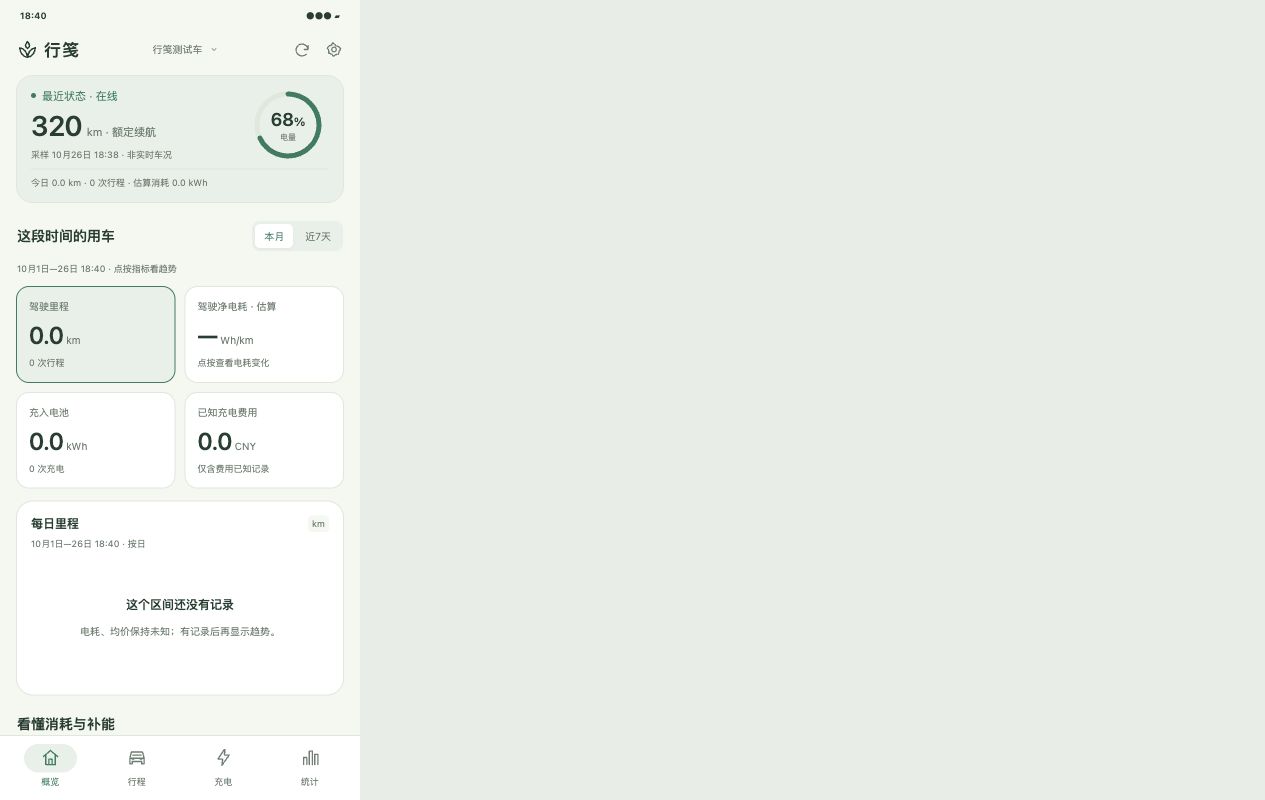 18:40
行笺
行笺测试车
最近状态 · 在线
320 km · 额定续航
68%
电量
采样 10月26日 18:38 · 非实时车况
今日 0.0 km · 0 次行程 · 估算消耗 0.0 kWh
这段时间的用车
本月
近7天
10月1日—26日 18:40 · 点按指标看趋势
驾驶里程
0.0 km
0 次行程
驾驶净电耗 · 估算
— Wh/km
点按查看电耗变化
充入电池
0.0 kWh
0 次充电
已知充电费用
0.0 CNY
仅含费用已知记录
每日里程
km
10月1日—26日 18:40 · 按日
这个区间还没有记录
电耗、均价保持未知；有记录后再显示趋势。
看懂消耗与补能
概览
行程
充电
统计